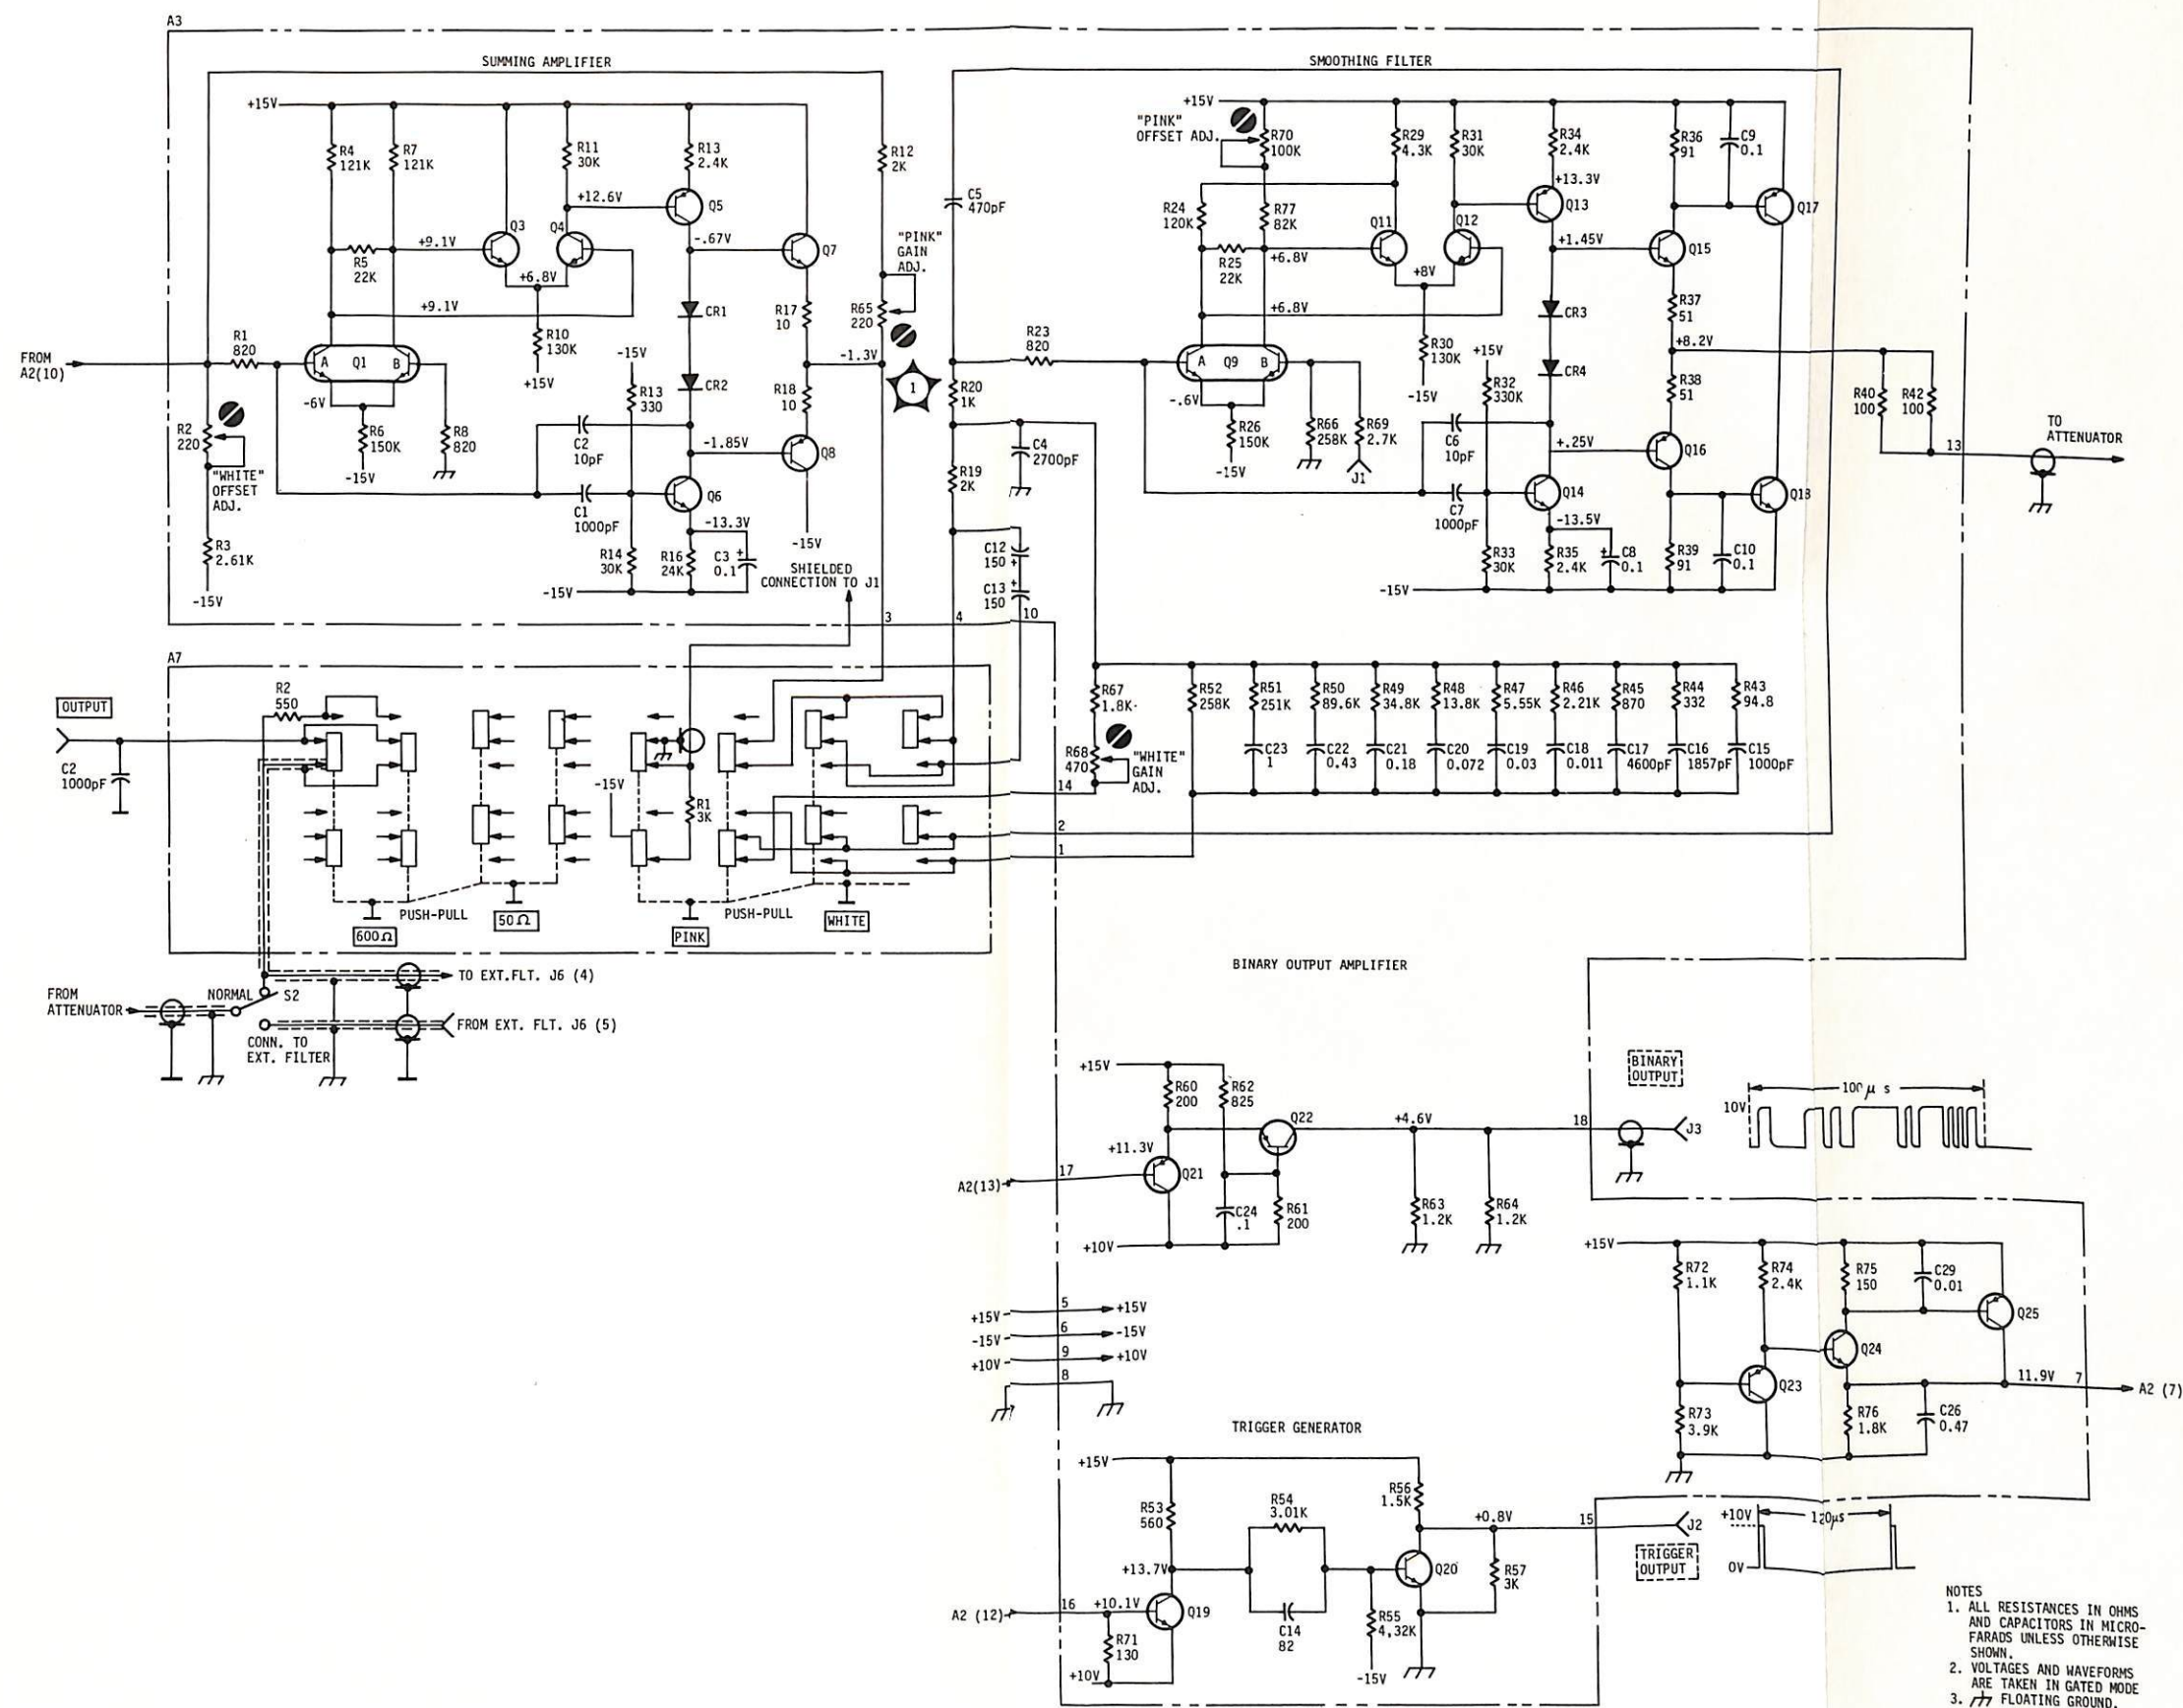 A3
SUMMING AMPLIFIER
+15V
R4
121K
R7
121K
R11
30K
R13
2.4K
R12
2K
+12.6V
Q5
Q3
Q4
+9.1V
R5
22K
-.67V
Q7
"PINK"
GAIN
ADJ.
+6.8V
+9.1V
CR1
R17
10
R65
220
R1
820
FROM
A2(10)
A Q1 B
R10
130K
+15V
-15V
-1.3V
1
CR2
R18
10
-6V
R13
330
R2
220
R6
150K
-15V
R8
820
C2
10pF
-1.85V
Q8
"WHITE"
OFFSET
ADJ.
Q6
C1
1000pF
-13.3V
-15V
R3
2.61K
-15V
R14
30K
R16
24K
C3
0.1
+
-15V
SHIELDED
CONNECTION TO J1
3
4
10
SMOOTHING FILTER
+15V
"PINK"
OFFSET ADJ.
R70
100K
R29
4.3K
R31
30K
R34
2.4K
R36
91
C9
0.1
+13.3V
Q13
Q17
C5
470pF
R24
120K
R77
82K
Q11
Q12
+1.45V
Q15
R25
22K
+6.8V
+8V
+6.8V
CR3
R37
51
R23
820
A Q9 B
R30
130K
-15V
+15V
+8.2V
CR4
R20
1K
-.6V
R32
330K
R38
51
R40
100
R42
100
R26
150K
-15V
R66
258K
R69
2.7K
J1
C6
10pF
+.25V
Q16
13
TO
ATTENUATOR
C4
2700pF
R19
2K
Q14
Q18
C7
1000pF
-13.5V
C12
150
+
+
C13
150
R33
30K
R35
2.4K
+
C8
0.1
R39
91
C10
0.1
-15V
A7
OUTPUT
R2
550
C2
1000pF
-15V
R1
3K
PUSH-PULL
600Ω
50Ω
PUSH-PULL
PINK
WHITE
R67
1.8K
R68
470
"WHITE"
GAIN
ADJ.
14
2
1
R52
258K
R51
251K
R50
89.6K
R49
34.8K
R48
13.8K
R47
5.55K
R46
2.21K
R45
870
R44
332
R43
94.8
C23
1
C22
0.43
C21
0.18
C20
0.072
C19
0.03
C18
0.011
C17
4600pF
C16
1857pF
C15
1000pF
TO EXT.FLT. J6 (4)
FROM
ATTENUATOR
NORMAL
S2
FROM EXT. FLT. J6 (5)
CONN. TO
EXT. FILTER
BINARY OUTPUT AMPLIFIER
+15V
R60
200
R62
825
Q22
+4.6V
18
J3
BINARY
OUTPUT
10V
100μ s
+11.3V
17
Q21
A2(13)
C24
.1
R61
200
R63
1.2K
R64
1.2K
+10V
+15V
5
+15V
-15V
6
-15V
+10V
9
+10V
8
+15V
R72
1.1K
R74
2.4K
R75
150
C29
0.01
Q25
Q24
Q23
11.9V
7
A2 (7)
R73
3.9K
R76
1.8K
C26
0.47
TRIGGER GENERATOR
+15V
R53
560
R54
3.01K
R56
1.5K
+0.8V
15
J2
TRIGGER
OUTPUT
+10V
120μs
0V
+13.7V
Q20
R57
3K
A2 (12)
16
+10.1V
Q19
C14
82
R55
4,32K
-15V
R71
130
+10V
NOTES
1. ALL RESISTANCES IN OHMS
AND CAPACITORS IN MICRO-
FARADS UNLESS OTHERWISE
SHOWN.
2. VOLTAGES AND WAVEFORMS
ARE TAKEN IN GATED MODE
3. FLOATING GROUND.